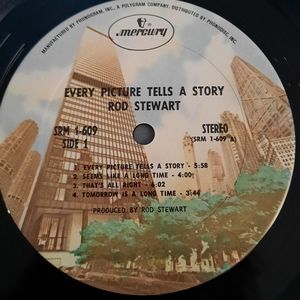 MANUFACTURED BY PHONOGRAM, INC., A POLYGRAM COMPANY, DISTRIBUTED BY PHONODISC, INC.
mercury
EVERY PICTURE TELLS A STORY
ROD STEWART
SRM 1-609
SIDE 1
STEREO
(SRM 1-609 A)
1. EVERY PICTURE TELLS A STORY - 5:58
2. SEEMS LIKE A LONG TIME - 4:00
3. THAT'S ALL RIGHT - 6:02
4. TOMORROW IS A LONG TIME - 3:44
PRODUCED BY ROD STEWART